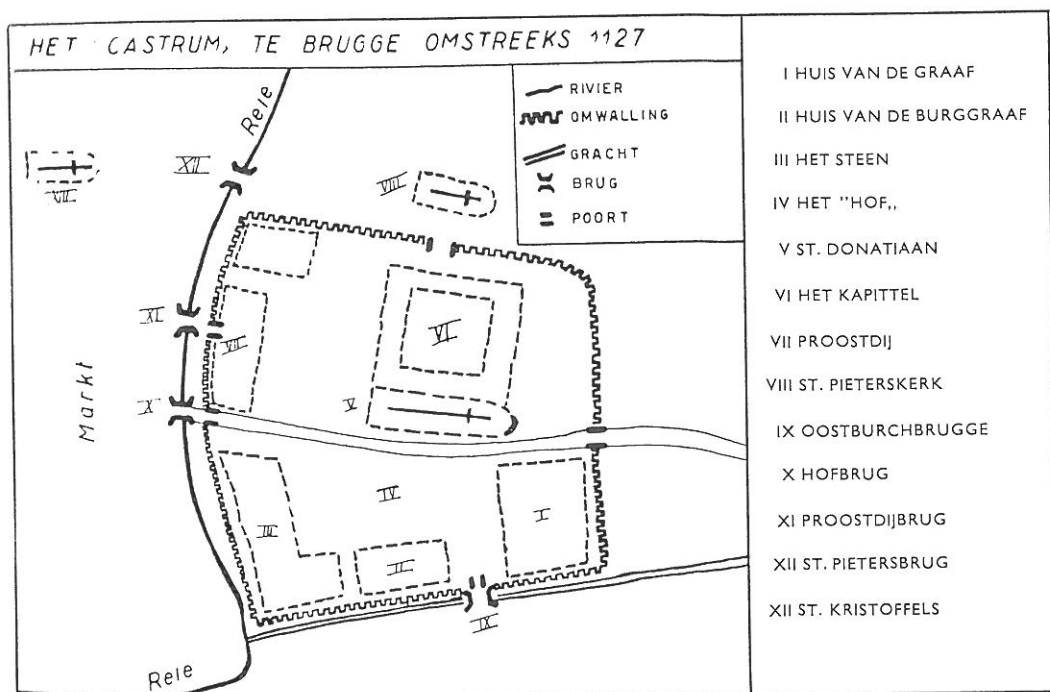 HET CASTRUM, TE BRUGGE OMSTREEKS 1127
RIVIER
OMWALLING
GRACHT
BRUG
POORT
Reie
XII
VIII
XI
VII
VI
Markt
X
V
IV
III
II
I
IX
Reie
I HUIS VAN DE GRAAF
II HUIS VAN DE BURGGRAAF
III HET STEEN
IV HET "HOF„
V ST. DONATIAAN
VI HET KAPITTEL
VII PROOSTDIJ
VIII ST. PIETERSKERK
IX OOSTBURCHBRUGGE
X HOFBRUG
XI PROOSTDIJBRUG
XII ST. PIETERSBRUG
XII ST. KRISTOFFELS